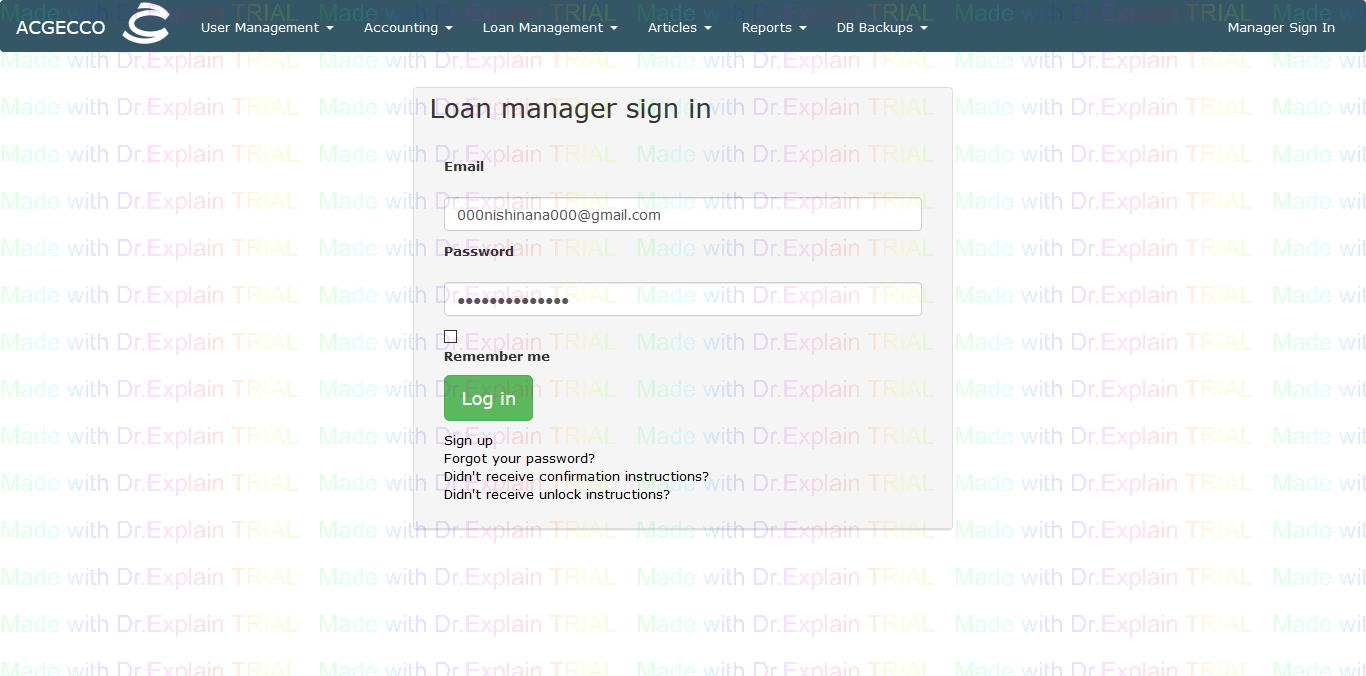 ACGECCO User Management Accounting Loan Management Articles Reports DB Backups Manager Sign In
Loan manager sign in
Email
000nishinana000@gmail.com
Password
••••••••••••••
Remember me
Log in
Sign up
Forgot your password?
Didn't receive confirmation instructions?
Didn't receive unlock instructions?
Made with Dr.Explain TRIAL